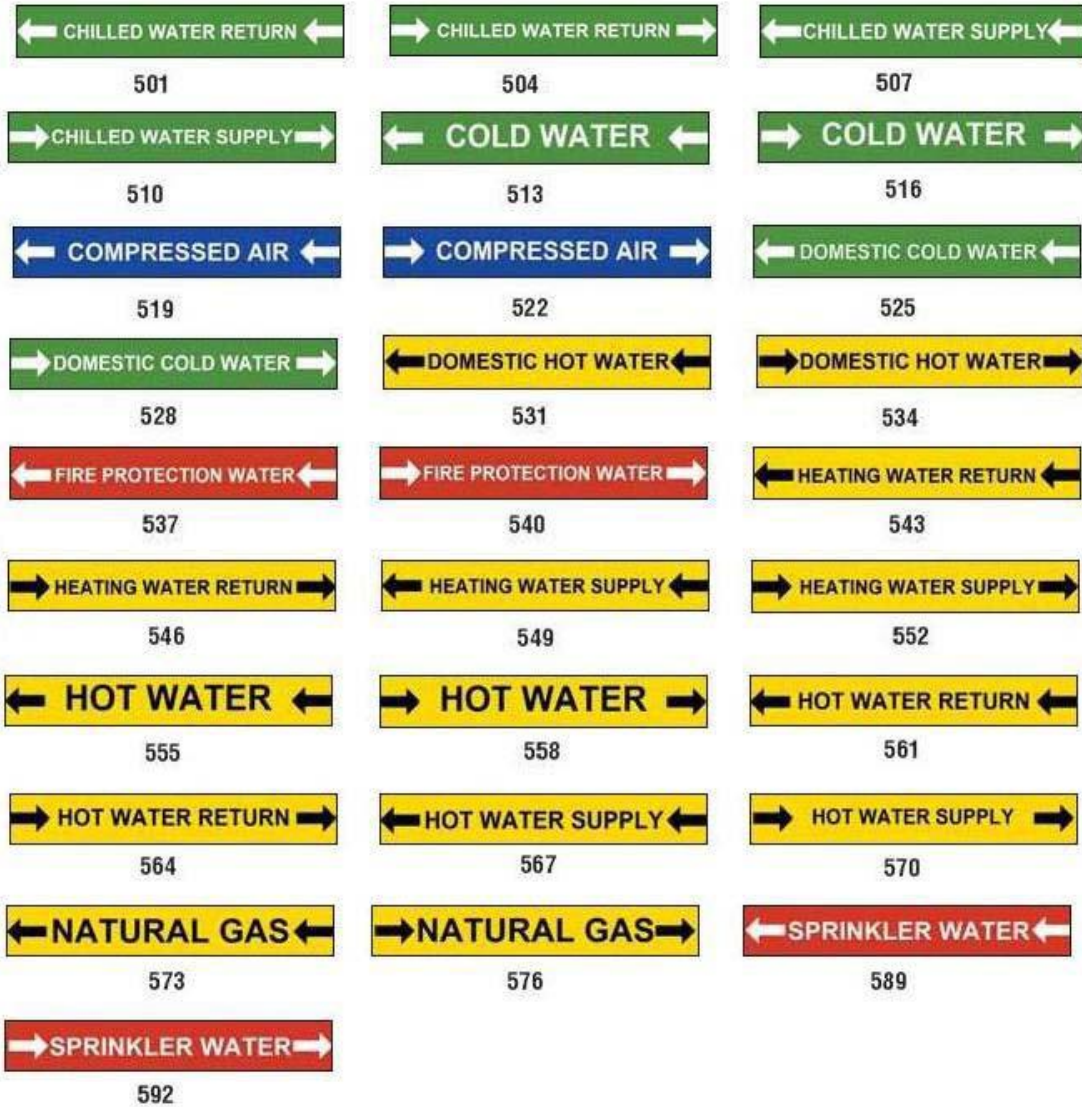 CHILLED WATER RETURN
501
CHILLED WATER RETURN
504
CHILLED WATER SUPPLY
507
CHILLED WATER SUPPLY
510
COLD WATER
513
COLD WATER
516
COMPRESSED AIR
519
COMPRESSED AIR
522
DOMESTIC COLD WATER
525
DOMESTIC COLD WATER
528
DOMESTIC HOT WATER
531
DOMESTIC HOT WATER
534
FIRE PROTECTION WATER
537
FIRE PROTECTION WATER
540
HEATING WATER RETURN
543
HEATING WATER RETURN
546
HEATING WATER SUPPLY
549
HEATING WATER SUPPLY
552
HOT WATER
555
HOT WATER
558
HOT WATER RETURN
561
HOT WATER RETURN
564
HOT WATER SUPPLY
567
HOT WATER SUPPLY
570
NATURAL GAS
573
NATURAL GAS
576
SPRINKLER WATER
589
SPRINKLER WATER
592